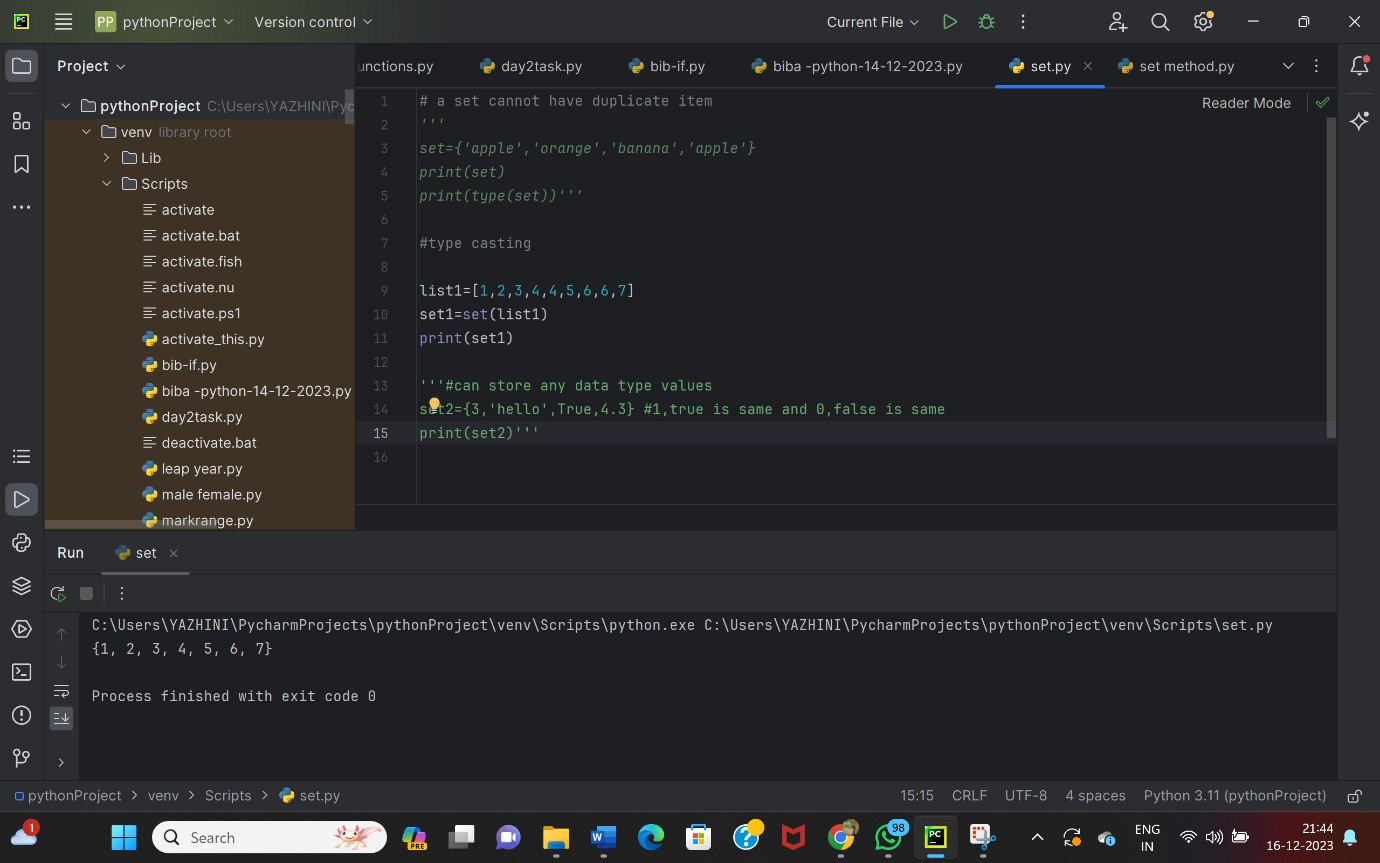 PC
PP pythonProject
Version control
Current File
Project
unctions.py
day2task.py
bib-if.py
biba -python-14-12-2023.py
set.py
set method.py
pythonProject C:\Users\YAZHINI\Pyc
venv library root
Lib
Scripts
activate
activate.bat
activate.fish
activate.nu
activate.ps1
activate_this.py
bib-if.py
biba -python-14-12-2023.py
day2task.py
deactivate.bat
leap year.py
male female.py
markrange.py
Reader Mode
1 # a set cannot have duplicate item
2 '''
3 set={'apple','orange','banana','apple'}
4 print(set)
5 print(type(set))'''
6
7 #type casting
8
9 list1=[1,2,3,4,4,5,6,6,7]
10 set1=set(list1)
11 print(set1)
12
13 '''#can store any data type values
14 set2={3,'hello',True,4.3} #1,true is same and 0,false is same
15 print(set2)'''
16
Run
set
C:\Users\YAZHINI\PycharmProjects\pythonProject\venv\Scripts\python.exe C:\Users\YAZHINI\PycharmProjects\pythonProject\venv\Scripts\set.py
{1, 2, 3, 4, 5, 6, 7}
Process finished with exit code 0
pythonProject > venv > Scripts > set.py
15:15 CRLF UTF-8 4 spaces Python 3.11 (pythonProject)
1
Search
PRE
W
98
PC
ENG
IN
21:44
16-12-2023